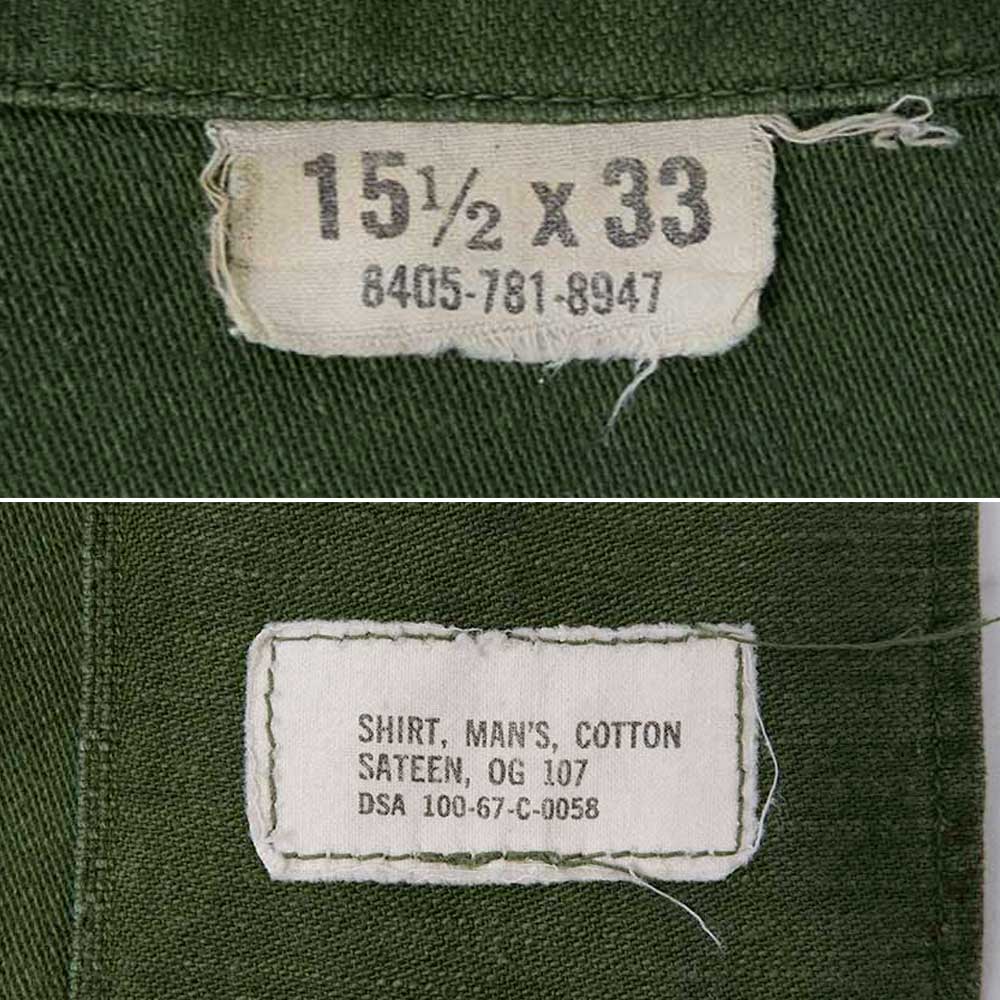 15½ X 33
8405-781-8947
SHIRT, MAN'S, COTTON
SATEEN, OG 107
DSA 100-67-C-0058